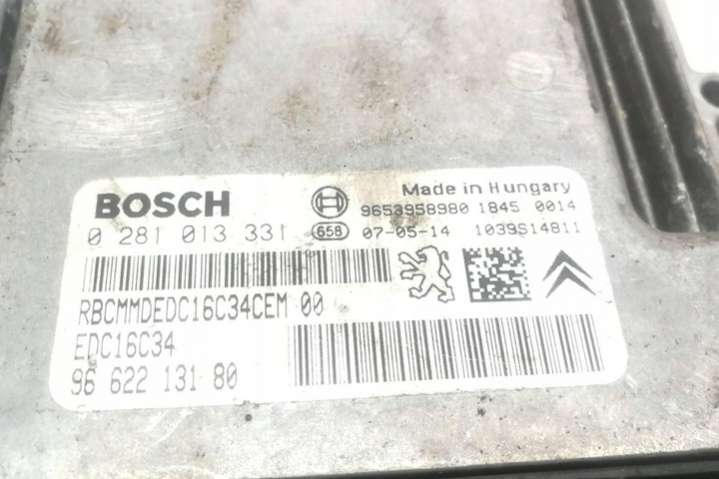 BOSCH
Made in Hungary
9653958980 1845 0014
0 281 013 331 658 07-05-14 1039S14811
RBCMMDEDC16C34CEM 00
EDC16C34
96 622 131 80